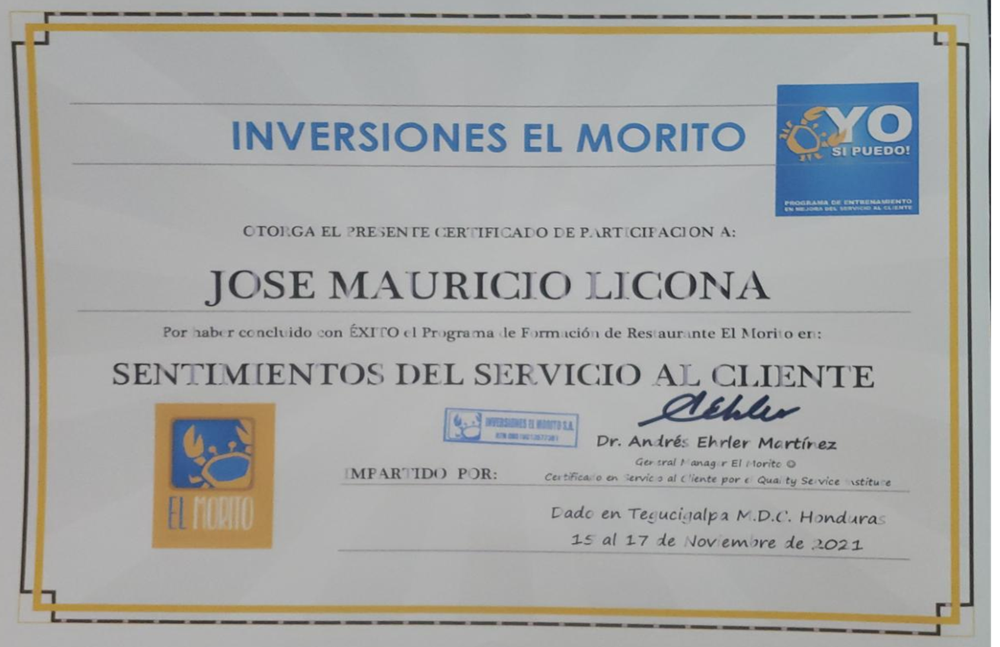 INVERSIONES EL MORITO
YO
SI PUEDO!
PROGRAMA DE ENTRENAMIENTO
EN MEJORA DEL SERVICIO AL CLIENTE
OTORGA EL PRESENTE CERTIFICADO DE PARTICIPACION A:
JOSE MAURICIO LICONA
Por haber concluido con ÉXITO el Programa de Formación de Restaurante El Morito en:
SENTIMIENTOS DEL SERVICIO AL CLIENTE
INVERSIONES EL MORITO S.A.
RTN
Dr. Andrés Ehrler Martínez
General Manager El Morito ☺
IMPARTIDO POR:
Certificado en Servicio al Cliente por el Quality Service
EL MORITO
Dado en Tegucigalpa M.D.C. Honduras
15 al 17 de Noviembre de 2021